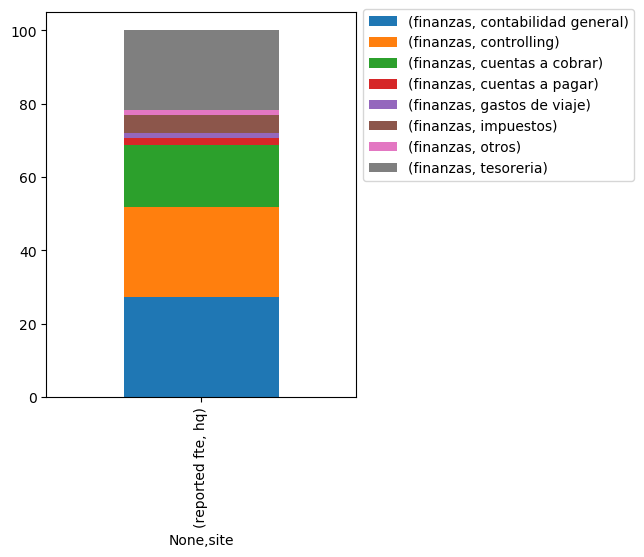 100
80
60
40
20
0
(reported fte, hq)
None,site
(finanzas, contabilidad general)
(finanzas, controlling)
(finanzas, cuentas a cobrar)
(finanzas, cuentas a pagar)
(finanzas, gastos de viaje)
(finanzas, impuestos)
(finanzas, otros)
(finanzas, tesoreria)